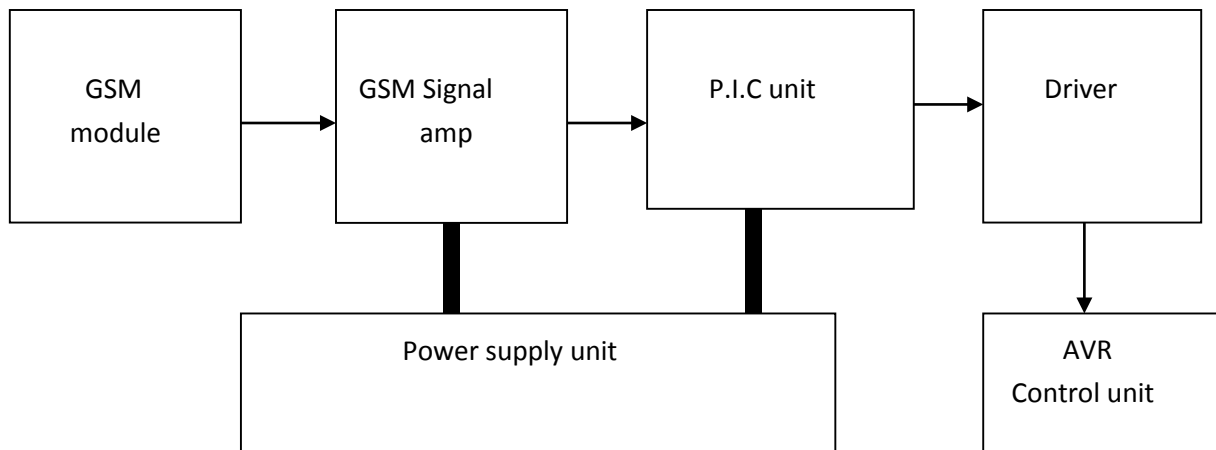 GSM
module
GSM Signal
amp
P.I.C unit
Driver
Power supply unit
AVR
Control unit